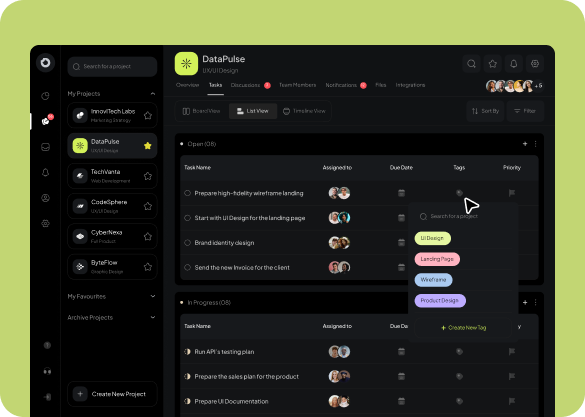 Search for a project
My Projects
InnoviTech Labs
Marketing Strategy
DataPulse
UX/UI Design
TechVanta
Web Development
CodeSphere
UX/UI Design
CyberNexa
Full Product
ByteFlow
Graphic Design
My Favourites
Archive Projects
Create New Project
DataPulse
UX/UI Design
Overview Tasks Discussions Team Members Notifications Files Integrations
+5
Board View List View Timeline View Sort By Filter
Open (08)
Task Name Assigned to Due Date Tags Priority
Prepare high-fidelity wireframe landing
Start with UI Design for the landing page
Brand identity design
Send the new Invoice for the client
Search for a project
UI Design
Landing Page
Wireframe
Product Design
Create New Tag
In Progress (08)
Task Name Assigned to Due Da y
Run API's testing plan
Prepare the sales plan for the product
Prepare UI Documentation